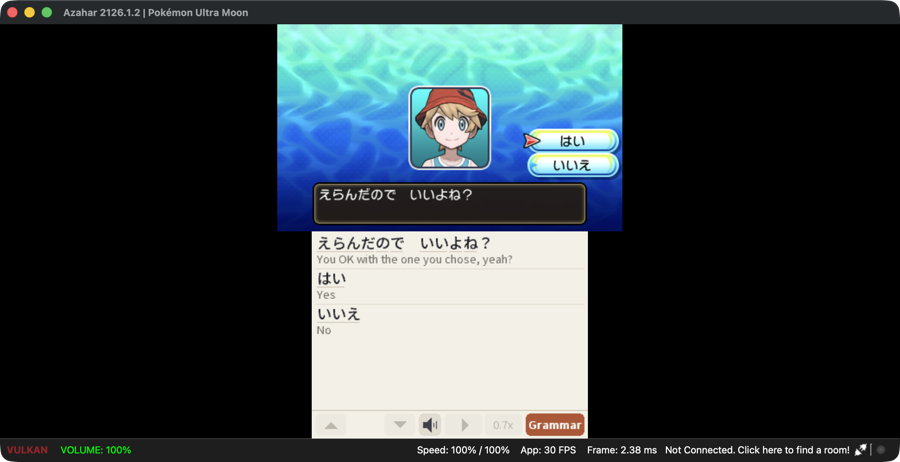 Azahar 2126.1.2 | Pokémon Ultra Moon
はい
いいえ
えらんだので　いいよね？
えらんだので　いいよね？
You OK with the one you chose, yeah?
はい
Yes
いいえ
No
0.7x
Grammar
VULKAN VOLUME: 100% Speed: 100% / 100% App: 30 FPS Frame: 2.38 ms Not Connected. Click here to find a room!